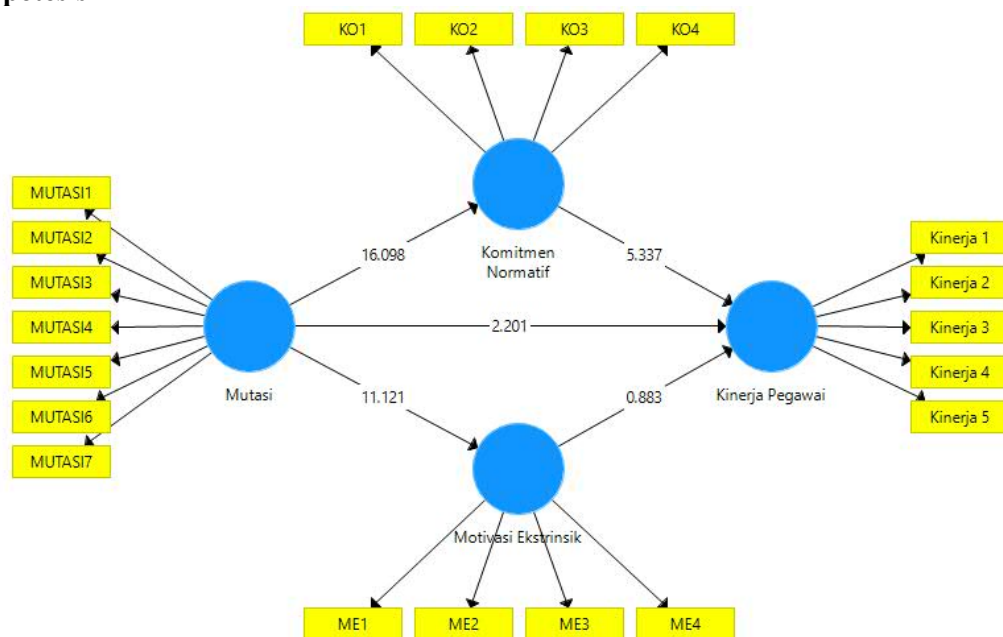 KO1 KO2 KO3 KO4
MUTASI1
MUTASI2
MUTASI3
MUTASI4
MUTASI5
MUTASI6
MUTASI7
Mutasi
16.098
Komitmen
Normatif
5.337
2.201
11.121
0.883
Motivasi Ekstrinsik
Kinerja Pegawai
Kinerja 1
Kinerja 2
Kinerja 3
Kinerja 4
Kinerja 5
ME1 ME2 ME3 ME4